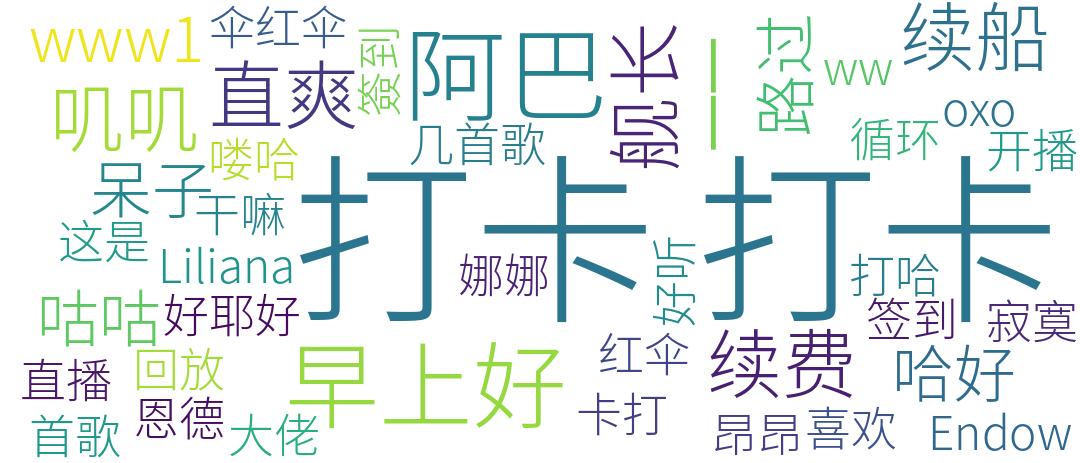 www1
伞红伞
簽到
阿巴
舰长
一一
路过
续船
ww
oxo
叽叽
直爽
几首歌
循环
开播
喽哈
呆子
干嘛
打卡打卡
这是
Liliana
娜娜
好听
打哈
咕咕
好耶好
签到
寂寞
早上好
红伞
续费
哈好
直播
回放
恩德
卡打
首歌
大佬
昂昂
喜欢
Endow